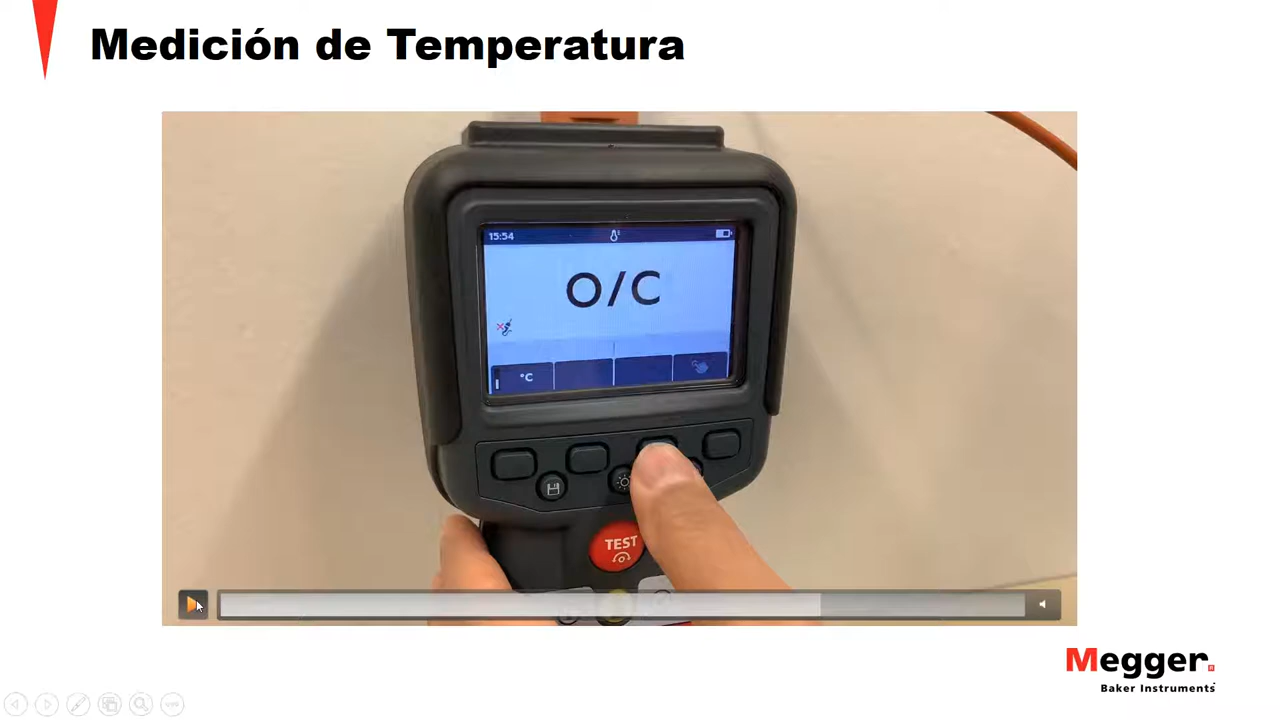 Medición de Temperatura
15:54
O/C
°C
TEST
Megger.
Baker Instruments